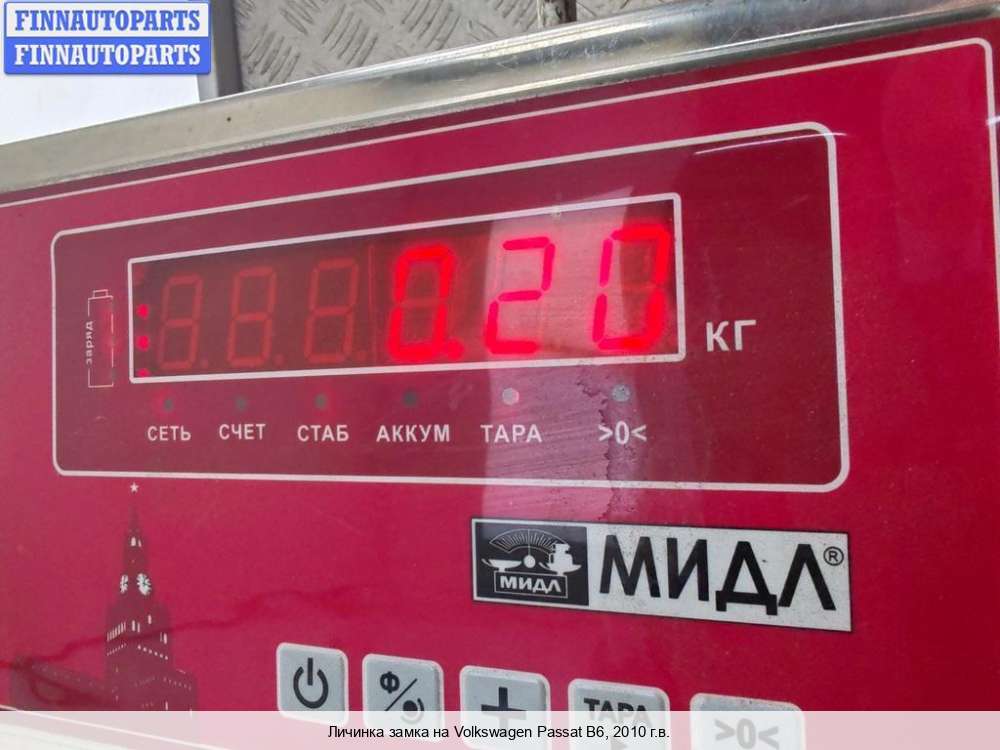 FINNAUTOPARTS
FINNAUTOPARTS
заряд
0.20 кг
СЕТЬ СЧЕТ СТАБ АККУМ ТАРА >0<
МИДЛ МИДЛ®
Ф
+
ТАРА
>0<
Личинка замка на Volkswagen Passat B6, 2010 г.в.